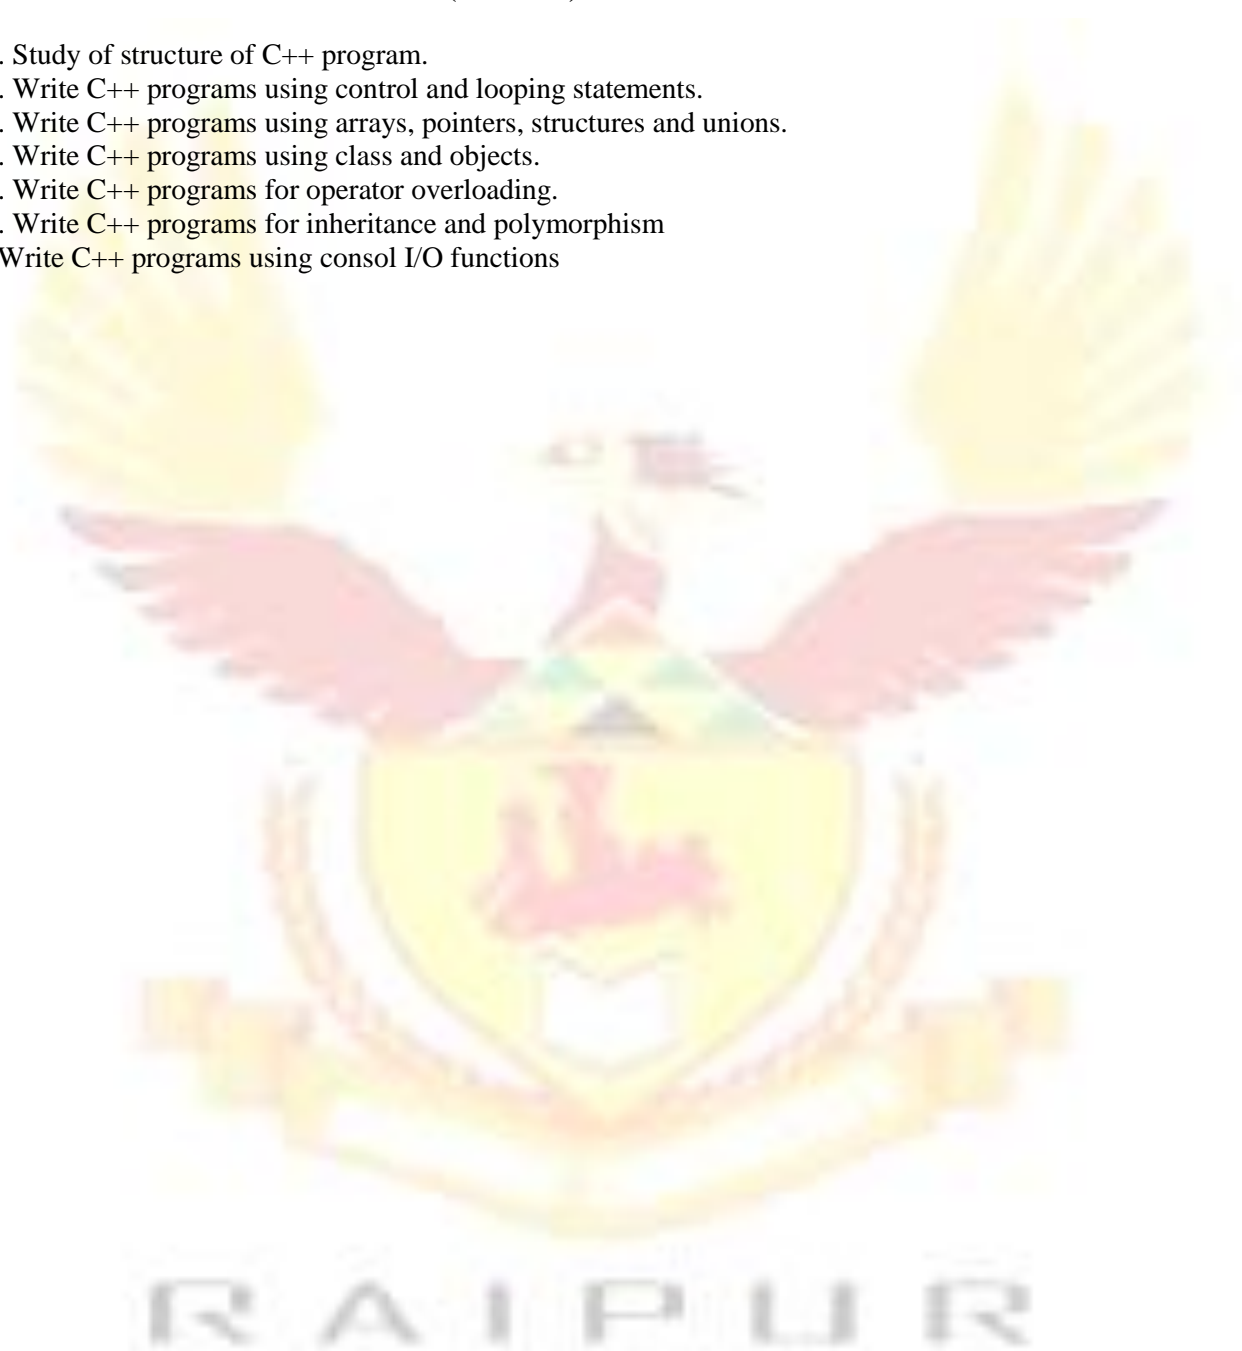 . Study of structure of C++ program.
. Write C++ programs using control and looping statements.
. Write C++ programs using arrays, pointers, structures and unions.
. Write C++ programs using class and objects.
. Write C++ programs for operator overloading.
. Write C++ programs for inheritance and polymorphism
Write C++ programs using consol I/O functions
RAIPUR